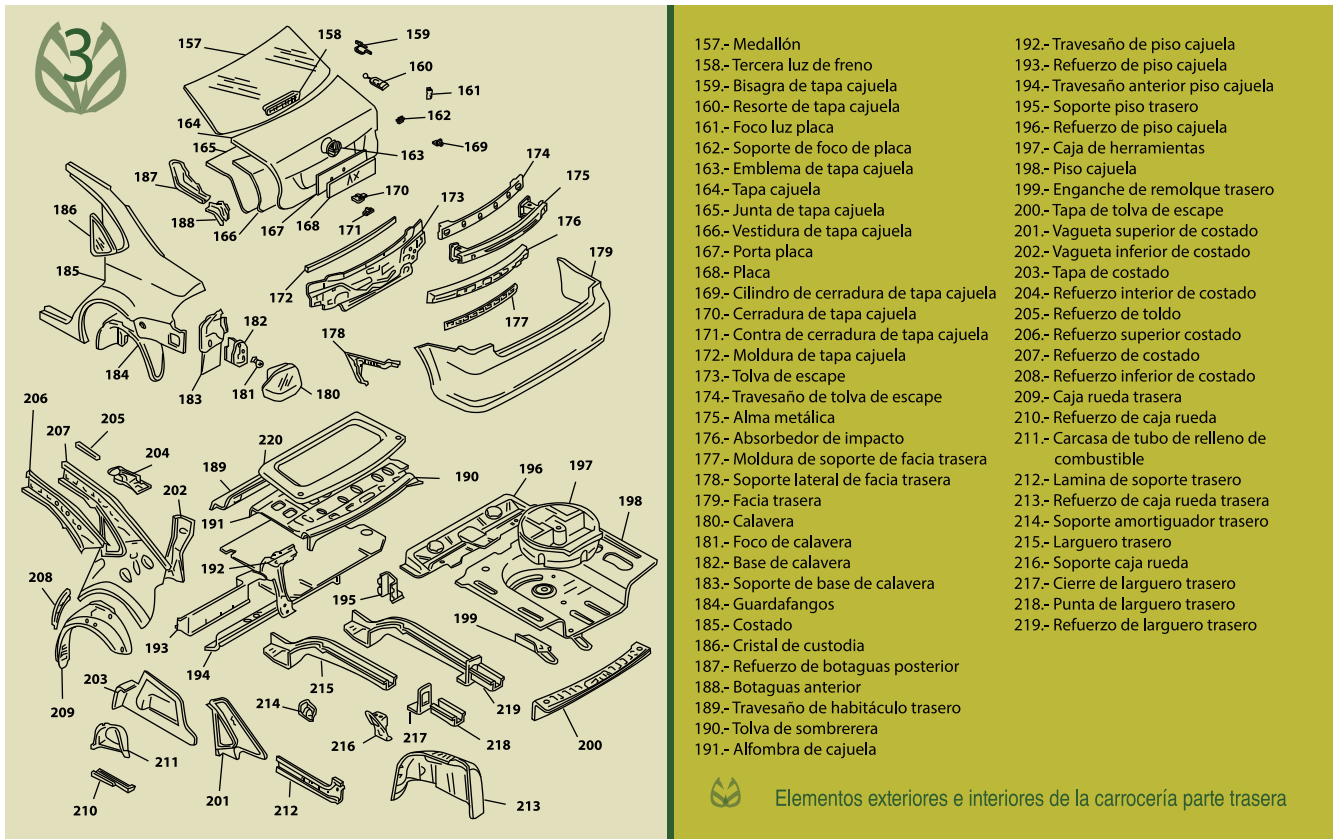 3
157
158
159
160
161
162
164
165
163
169
187
174
175
170
173
186
188
166
167
168
171
176
179
185
172
177
182
178
184
183
181
180
206
205
207
220
204
189
190
196
197
202
198
191
192
208
195
199
193
194
203
215
209
214
219
216
217
218
200
211
210
201
212
213
157.- Medallón
158.- Tercera luz de freno
159.- Bisagra de tapa cajuela
160.- Resorte de tapa cajuela
161.- Foco luz placa
162.- Soporte de foco de placa
163.- Emblema de tapa cajuela
164.- Tapa cajuela
165.- Junta de tapa cajuela
166.- Vestidura de tapa cajuela
167.- Porta placa
168.- Placa
169.- Cilindro de cerradura de tapa cajuela
170.- Cerradura de tapa cajuela
171.- Contra de cerradura de tapa cajuela
172.- Moldura de tapa cajuela
173.- Tolva de escape
174.- Travesaño de tolva de escape
175.- Alma metálica
176.- Absorbedor de impacto
177.- Moldura de soporte de facia trasera
178.- Soporte lateral de facia trasera
179.- Facia trasera
180.- Calavera
181.- Foco de calavera
182.- Base de calavera
183.- Soporte de base de calavera
184.- Guardafangos
185.- Costado
186.- Cristal de custodia
187.- Refuerzo de botaguas posterior
188.- Botaguas anterior
189.- Travesaño de habitáculo trasero
190.- Tolva de sombrerera
191.- Alfombra de cajuela
192.- Travesaño de piso cajuela
193.- Refuerzo de piso cajuela
194.- Travesaño anterior piso cajuela
195.- Soporte piso trasero
196.- Refuezo de piso cajuela
197.- Caja de herramientas
198.- Piso cajuela
199.- Enganche de remolque trasero
200.- Tapa de tolva de escape
201.- Vagueta superior de costado
202.- Vagueta inferior de costado
203.- Tapa de costado
204.- Refuerzo interior de costado
205.- Refuerzo de toldo
206.- Refuerzo superior costado
207.- Refuerzo de costado
208.- Refuerzo inferior de costado
209.- Caja rueda trasera
210.- Refuerzo de caja rueda
211.- Carcasa de tubo de relleno de
combustible
212.- Lamina de soporte trasero
213.- Refuerzo de caja rueda trasera
214.- Soporte amortiguador trasero
215.- Larguero trasero
216.- Soporte caja rueda
217.- Cierre de larguero trasero
218.- Punta de larguero trasero
219.- Refuerzo de larguero trasero
Elementos exteriores e interiores de la carrocería parte trasera